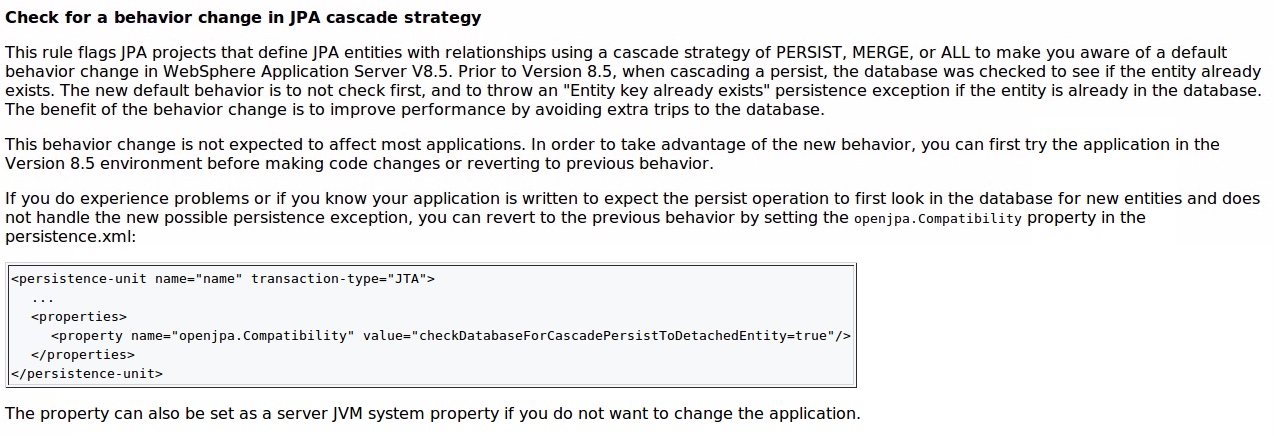 Check for a behavior change in JPA cascade strategy
This rule flags JPA projects that define JPA entities with relationships using a cascade strategy of PERSIST, MERGE, or ALL to make you aware of a default
behavior change in WebSphere Application Server V8.5. Prior to Version 8.5, when cascading a persist, the database was checked to see if the entity already
exists. The new default behavior is to not check first, and to throw an "Entity key already exists" persistence exception if the entity is already in the database.
The benefit of the behavior change is to improve performance by avoiding extra trips to the database.
This behavior change is not expected to affect most applications. In order to take advantage of the new behavior, you can first try the application in the
Version 8.5 environment before making code changes or reverting to previous behavior.
If you do experience problems or if you know your application is written to expect the persist operation to first look in the database for new entities and does
not handle the new possible persistence exception, you can revert to the previous behavior by setting the openjpa.Compatibility property in the
persistence.xml:
<persistence-unit name="name" transaction-type="JTA">
...
<properties>
<property name="openjpa.Compatibility" value="checkDatabaseForCascadePersistToDetachedEntity=true"/>
</properties>
</persistence-unit>
The property can also be set as a server JVM system property if you do not want to change the application.